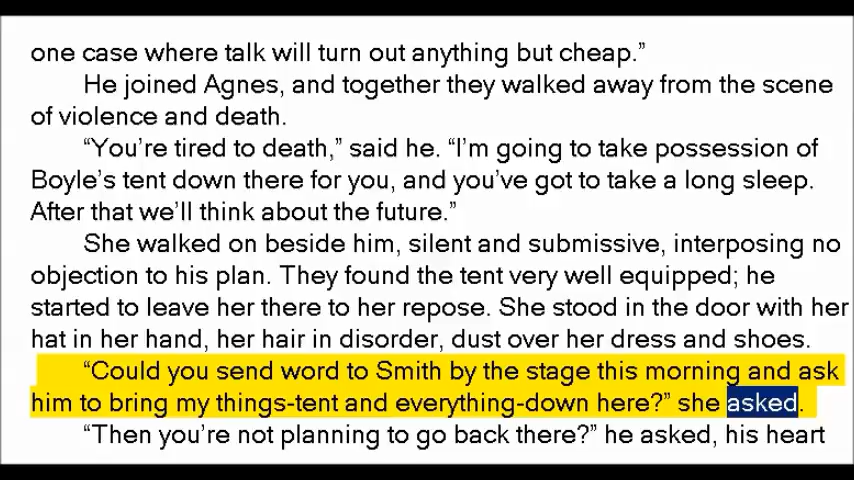 one case where talk will turn out anything but cheap.”
He joined Agnes, and together they walked away from the scene
of violence and death.
“You’re tired to death,” said he. “I’m going to take possession of
Boyle’s tent down there for you, and you’ve got to take a long sleep.
After that we’ll think about the future.”
She walked on beside him, silent and submissive, interposing no
objection to his plan. They found the tent very well equipped; he
started to leave her there to her repose. She stood in the door with her
hat in her hand, her hair in disorder, dust over her dress and shoes.
“Could you send word to Smith by the stage this morning and ask
him to bring my things-tent and everything-down here?” she asked.
“Then you’re not planning to go back there?” he asked, his heart